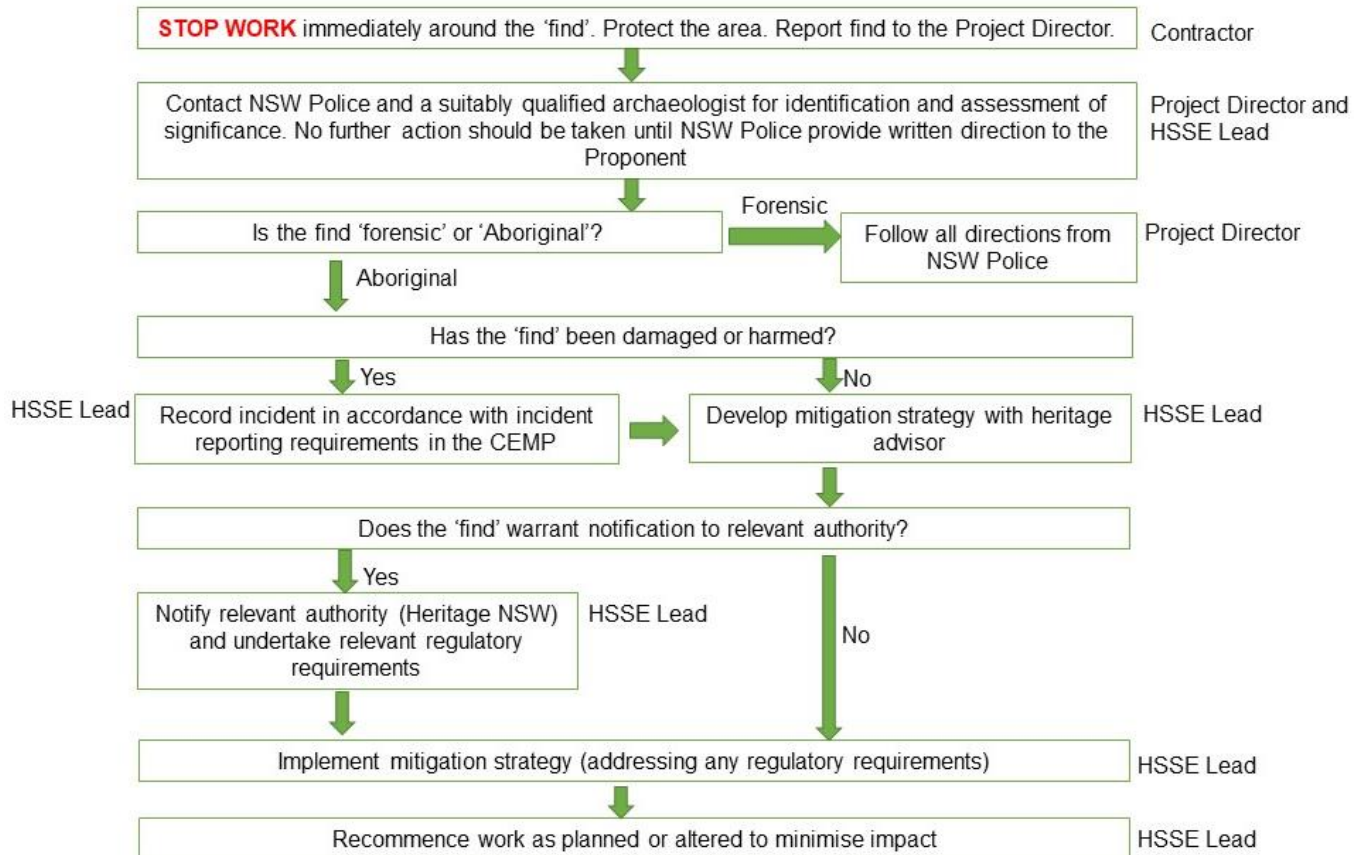 STOP WORK immediately around the ‘find’. Protect the area. Report find to the Project Director.
Contractor
Contact NSW Police and a suitably qualified archaeologist for identification and assessment of
significance. No further action should be taken until NSW Police provide written direction to the
Proponent
Project Director and
HSSE Lead
Is the find ‘forensic’ or ‘Aboriginal’?
Forensic
Follow all directions from
NSW Police
Project Director
Aboriginal
Has the ‘find’ been damaged or harmed?
Yes
No
HSSE Lead
Record incident in accordance with incident
reporting requirements in the CEMP
Develop mitigation strategy with heritage
advisor
HSSE Lead
Does the ‘find’ warrant notification to relevant authority?
Yes
Notify relevant authority (Heritage NSW)
and undertake relevant regulatory
requirements
HSSE Lead
No
Implement mitigation strategy (addressing any regulatory requirements)
HSSE Lead
Recommence work as planned or altered to minimise impact
HSSE Lead